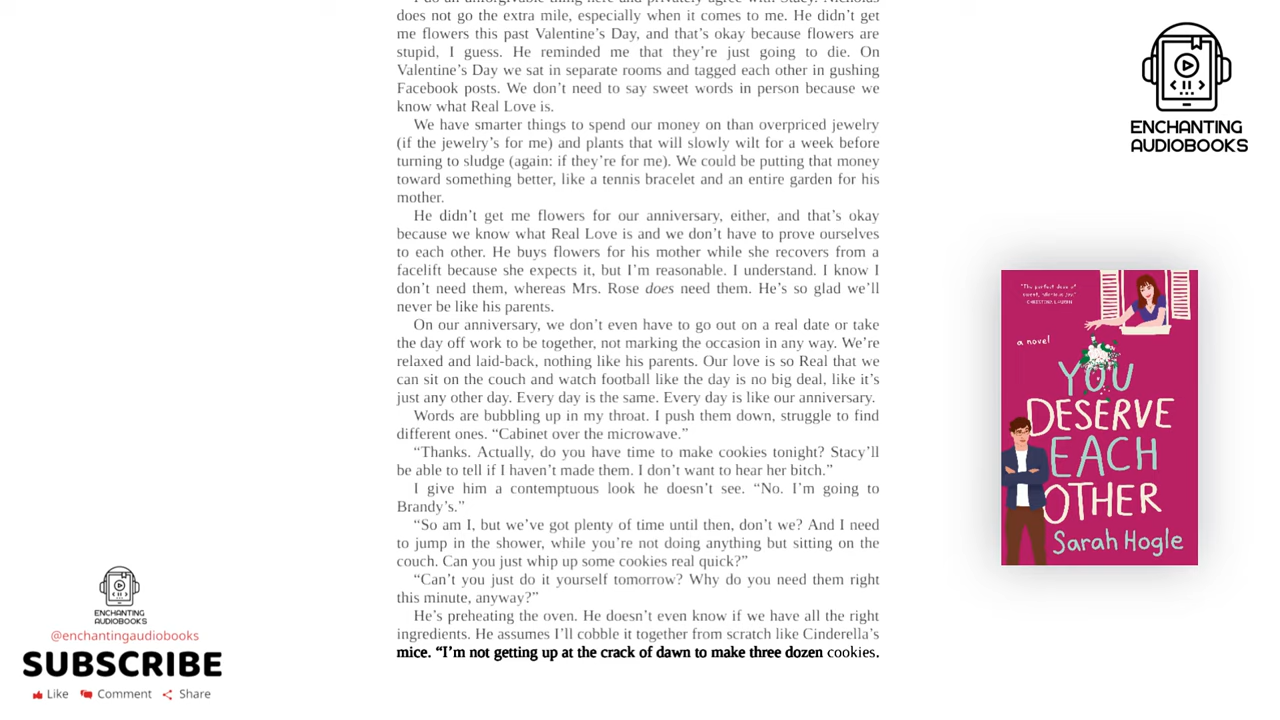 does not go the extra mile, especially when it comes to me. He didn’t get
me flowers this past Valentine’s Day, and that’s okay because flowers are
stupid, I guess. He reminded me that they’re just going to die. On
Valentine’s Day we sat in separate rooms and tagged each other in gushing
Facebook posts. We don’t need to say sweet words in person because we
know what Real Love is.
We have smarter things to spend our money on than overpriced jewelry
(if the jewelry’s for me) and plants that will slowly wilt for a week before
turning to sludge (again: if they’re for me). We could be putting that money
toward something better, like a tennis bracelet and an entire garden for his
mother.
He didn’t get me flowers for our anniversary, either, and that’s okay
because we know what Real Love is and we don’t have to prove ourselves
to each other. He buys flowers for his mother while she recovers from a
facelift because she expects it, but I’m reasonable. I understand. I know I
don’t need them, whereas Mrs. Rose does need them. He’s so glad we’ll
never be like his parents.
On our anniversary, we don’t even have to go out on a real date or take
the day off work to be together, not marking the occasion in any way. We’re
relaxed and laid-back, nothing like his parents. Our love is so Real that we
can sit on the couch and watch football like the day is no big deal, like it’s
just any other day. Every day is the same. Every day is like our anniversary.
Words are bubbling up in my throat. I push them down, struggle to find
different ones. “Cabinet over the microwave.”
“Thanks. Actually, do you have time to make cookies tonight? Stacy’ll
be able to tell if I haven’t made them. I don’t want to hear her bitch.”
I give him a contemptuous look he doesn’t see. “No. I’m going to
Brandy’s.”
“So am I, but we’ve got plenty of time until then, don’t we? And I need
to jump in the shower, while you’re not doing anything but sitting on the
couch. Can you just whip up some cookies real quick?”
“Can’t you just do it yourself tomorrow? Why do you need them right
this minute, anyway?”
He’s preheating the oven. He doesn’t even know if we have all the right
ingredients. He assumes I’ll cobble it together from scratch like Cinderella’s
mice. “I’m not getting up at the crack of dawn to make three dozen cookies.
ENCHANTING
AUDIOBOOKS
a novel
YOU
DESERVE
EACH
OTHER
Sarah Hogle
ENCHANTING
AUDIOBOOKS
@enchantingaudiobooks
SUBSCRIBE
Like Comment Share